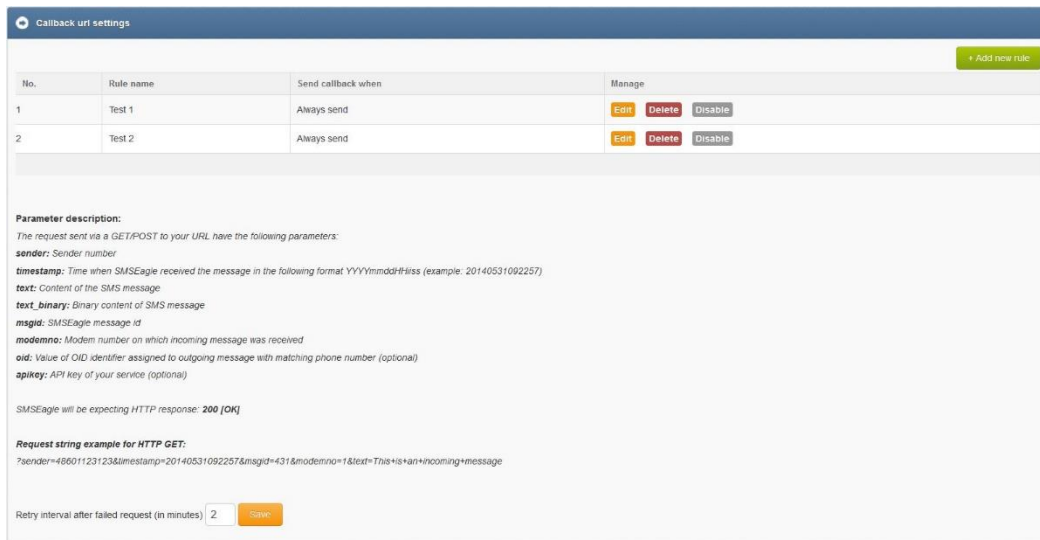 Callback url settings
+ Add new rule
No. Rule name Send callback when Manage
1 Test 1 Always send Edit Delete Disable
2 Test 2 Always send Edit Delete Disable
Parameter description:
The request sent via a GET/POST to your URL have the following parameters:
sender: Sender number
timestamp: Time when SMSEagle received the message in the following format YYYYmmddHHiiss (example: 20140531092257)
text: Content of the SMS message
text_binary: Binary content of SMS message
msgid: SMSEagle message id
modemno: Modem number on which incoming message was received
oid: Value of OID identifier assigned to outgoing message with matching phone number (optional)
apikey: API key of your service (optional)
SMSEagle will be expecting HTTP response: 200 [OK]
Request string example for HTTP GET:
?sender=48601123123&timestamp=20140531092257&msgid=431&modemno=1&text=This+is+an+incoming+message
Retry interval after failed request (in minutes) 2 Save